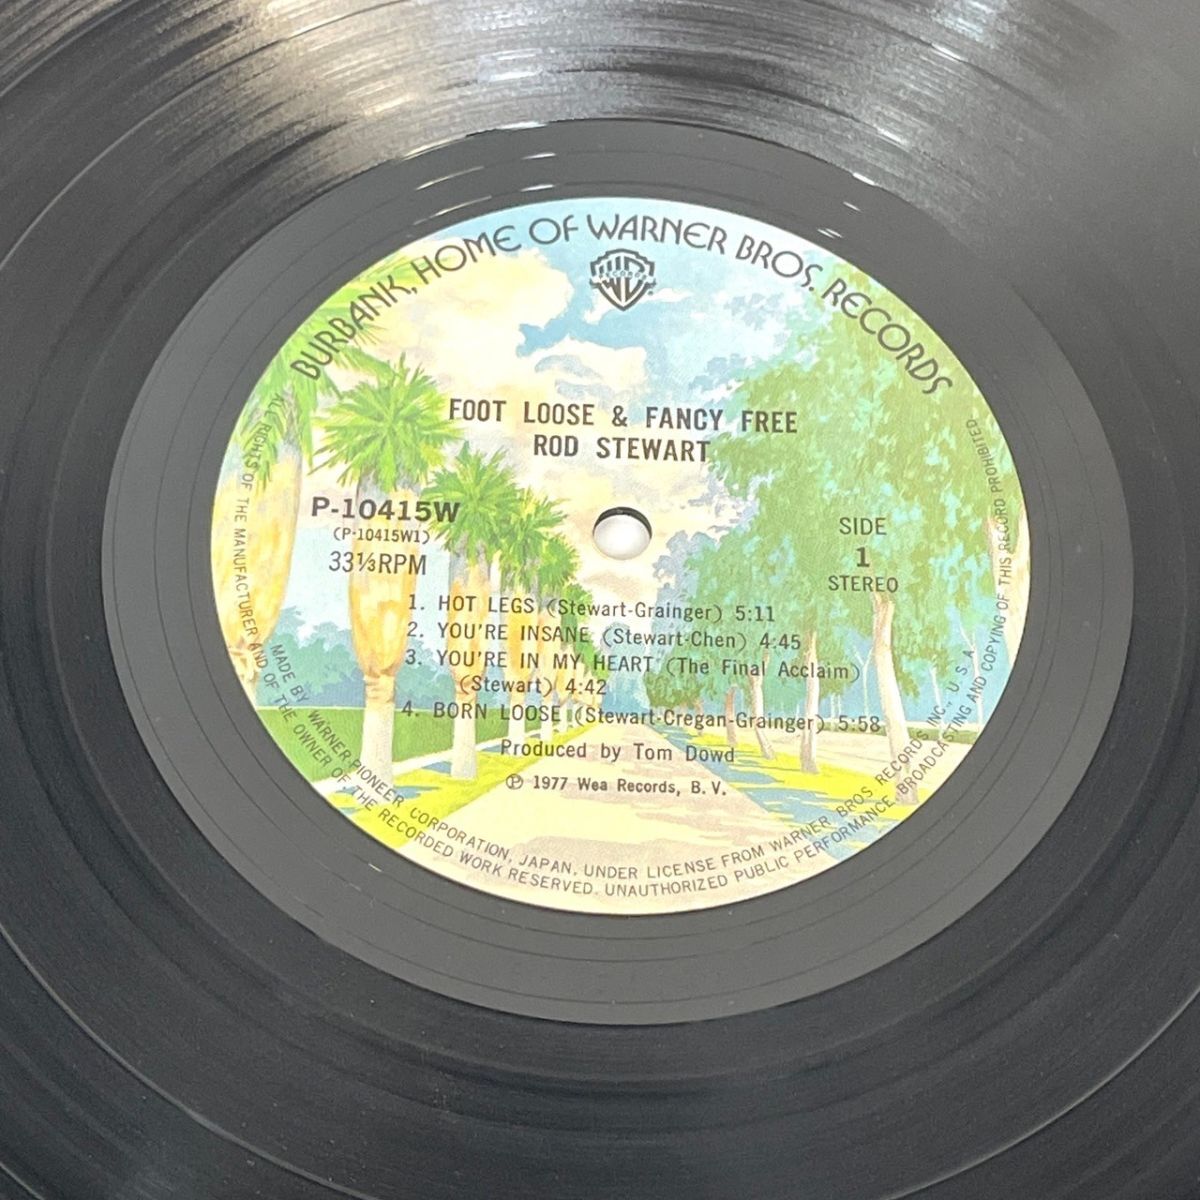 BURBANK, HOME OF WARNER BROS. RECORDS
W
RECORDS
FOOT LOOSE & FANCY FREE
ROD STEWART
P-10415W
(P-10415W1)
33⅓RPM
SIDE
1
STEREO
1. HOT LEGS (Stewart-Grainger) 5:11
2. YOU'RE INSANE (Stewart-Chen) 4:45
3. YOU'RE IN MY HEART (The Final Acclaim)
(Stewart) 4:42
4. BORN LOOSE (Stewart-Cregan-Grainger) 5:58
Produced by Tom Dowd
Ⓟ 1977 Wea Records, B. V.
MADE BY WARNER-PIONEER CORPORATION, JAPAN, UNDER LICENSE FROM WARNER BROS RECORDS INC., U. S. A.
ALL RIGHTS OF THE MANUFACTURER AND OF THE OWNER OF THE RECORDED WORK RESERVED. UNAUTHORIZED PUBLIC PERFORMANCE, BROADCASTING AND COPYING OF THIS RECORD PROHIBITED